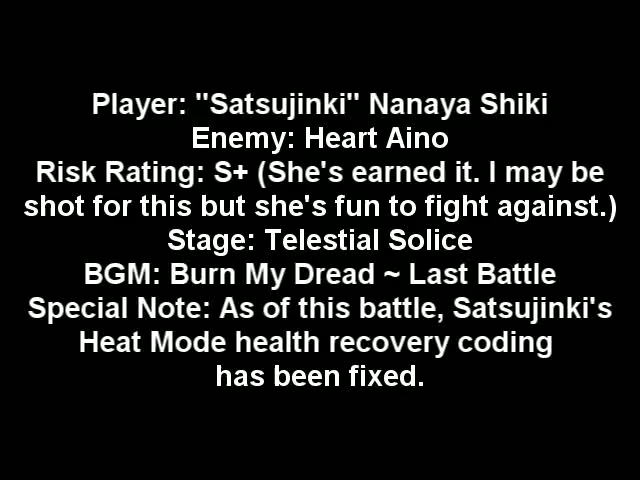 Player: "Satsujinki" Nanaya Shiki
Enemy: Heart Aino
Risk Rating: S+ (She's earned it. I may be
shot for this but she's fun to fight against.)
Stage: Telestial Solice
BGM: Burn My Dread ~ Last Battle
Special Note: As of this battle, Satsujinki's
Heat Mode health recovery coding
has been fixed.